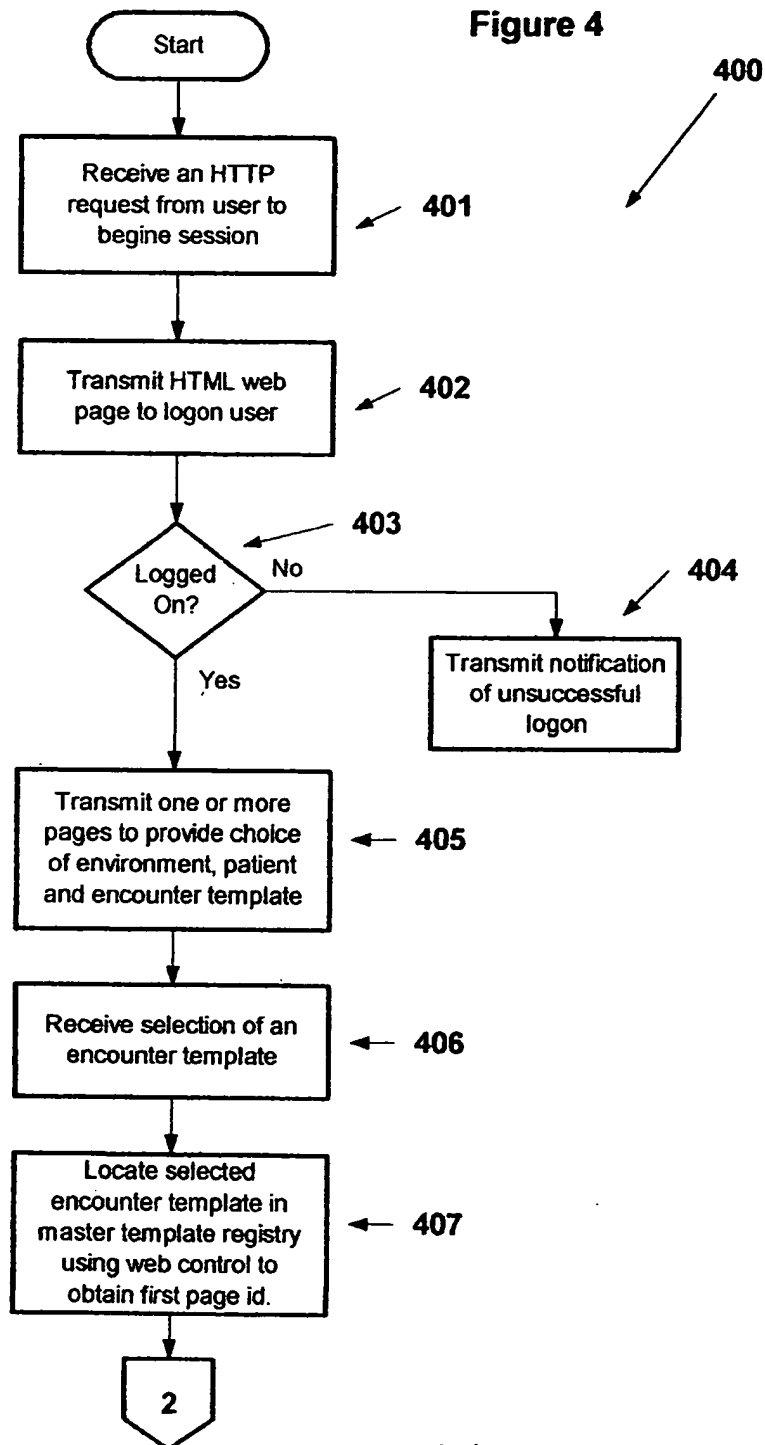 Figure 4
Start
400
Receive an HTTP
request from user to
begine session
401
Transmit HTML web
page to logon user
402
403
Logged
On?
No
404
Transmit notification
of unsuccessful
logon
Yes
Transmit one or more
pages to provide choice
of environment, patient
and encounter template
405
Receive selection of an
encounter template
406
Locate selected
encounter template in
master template registry
using web control to
obtain first page id.
407
2